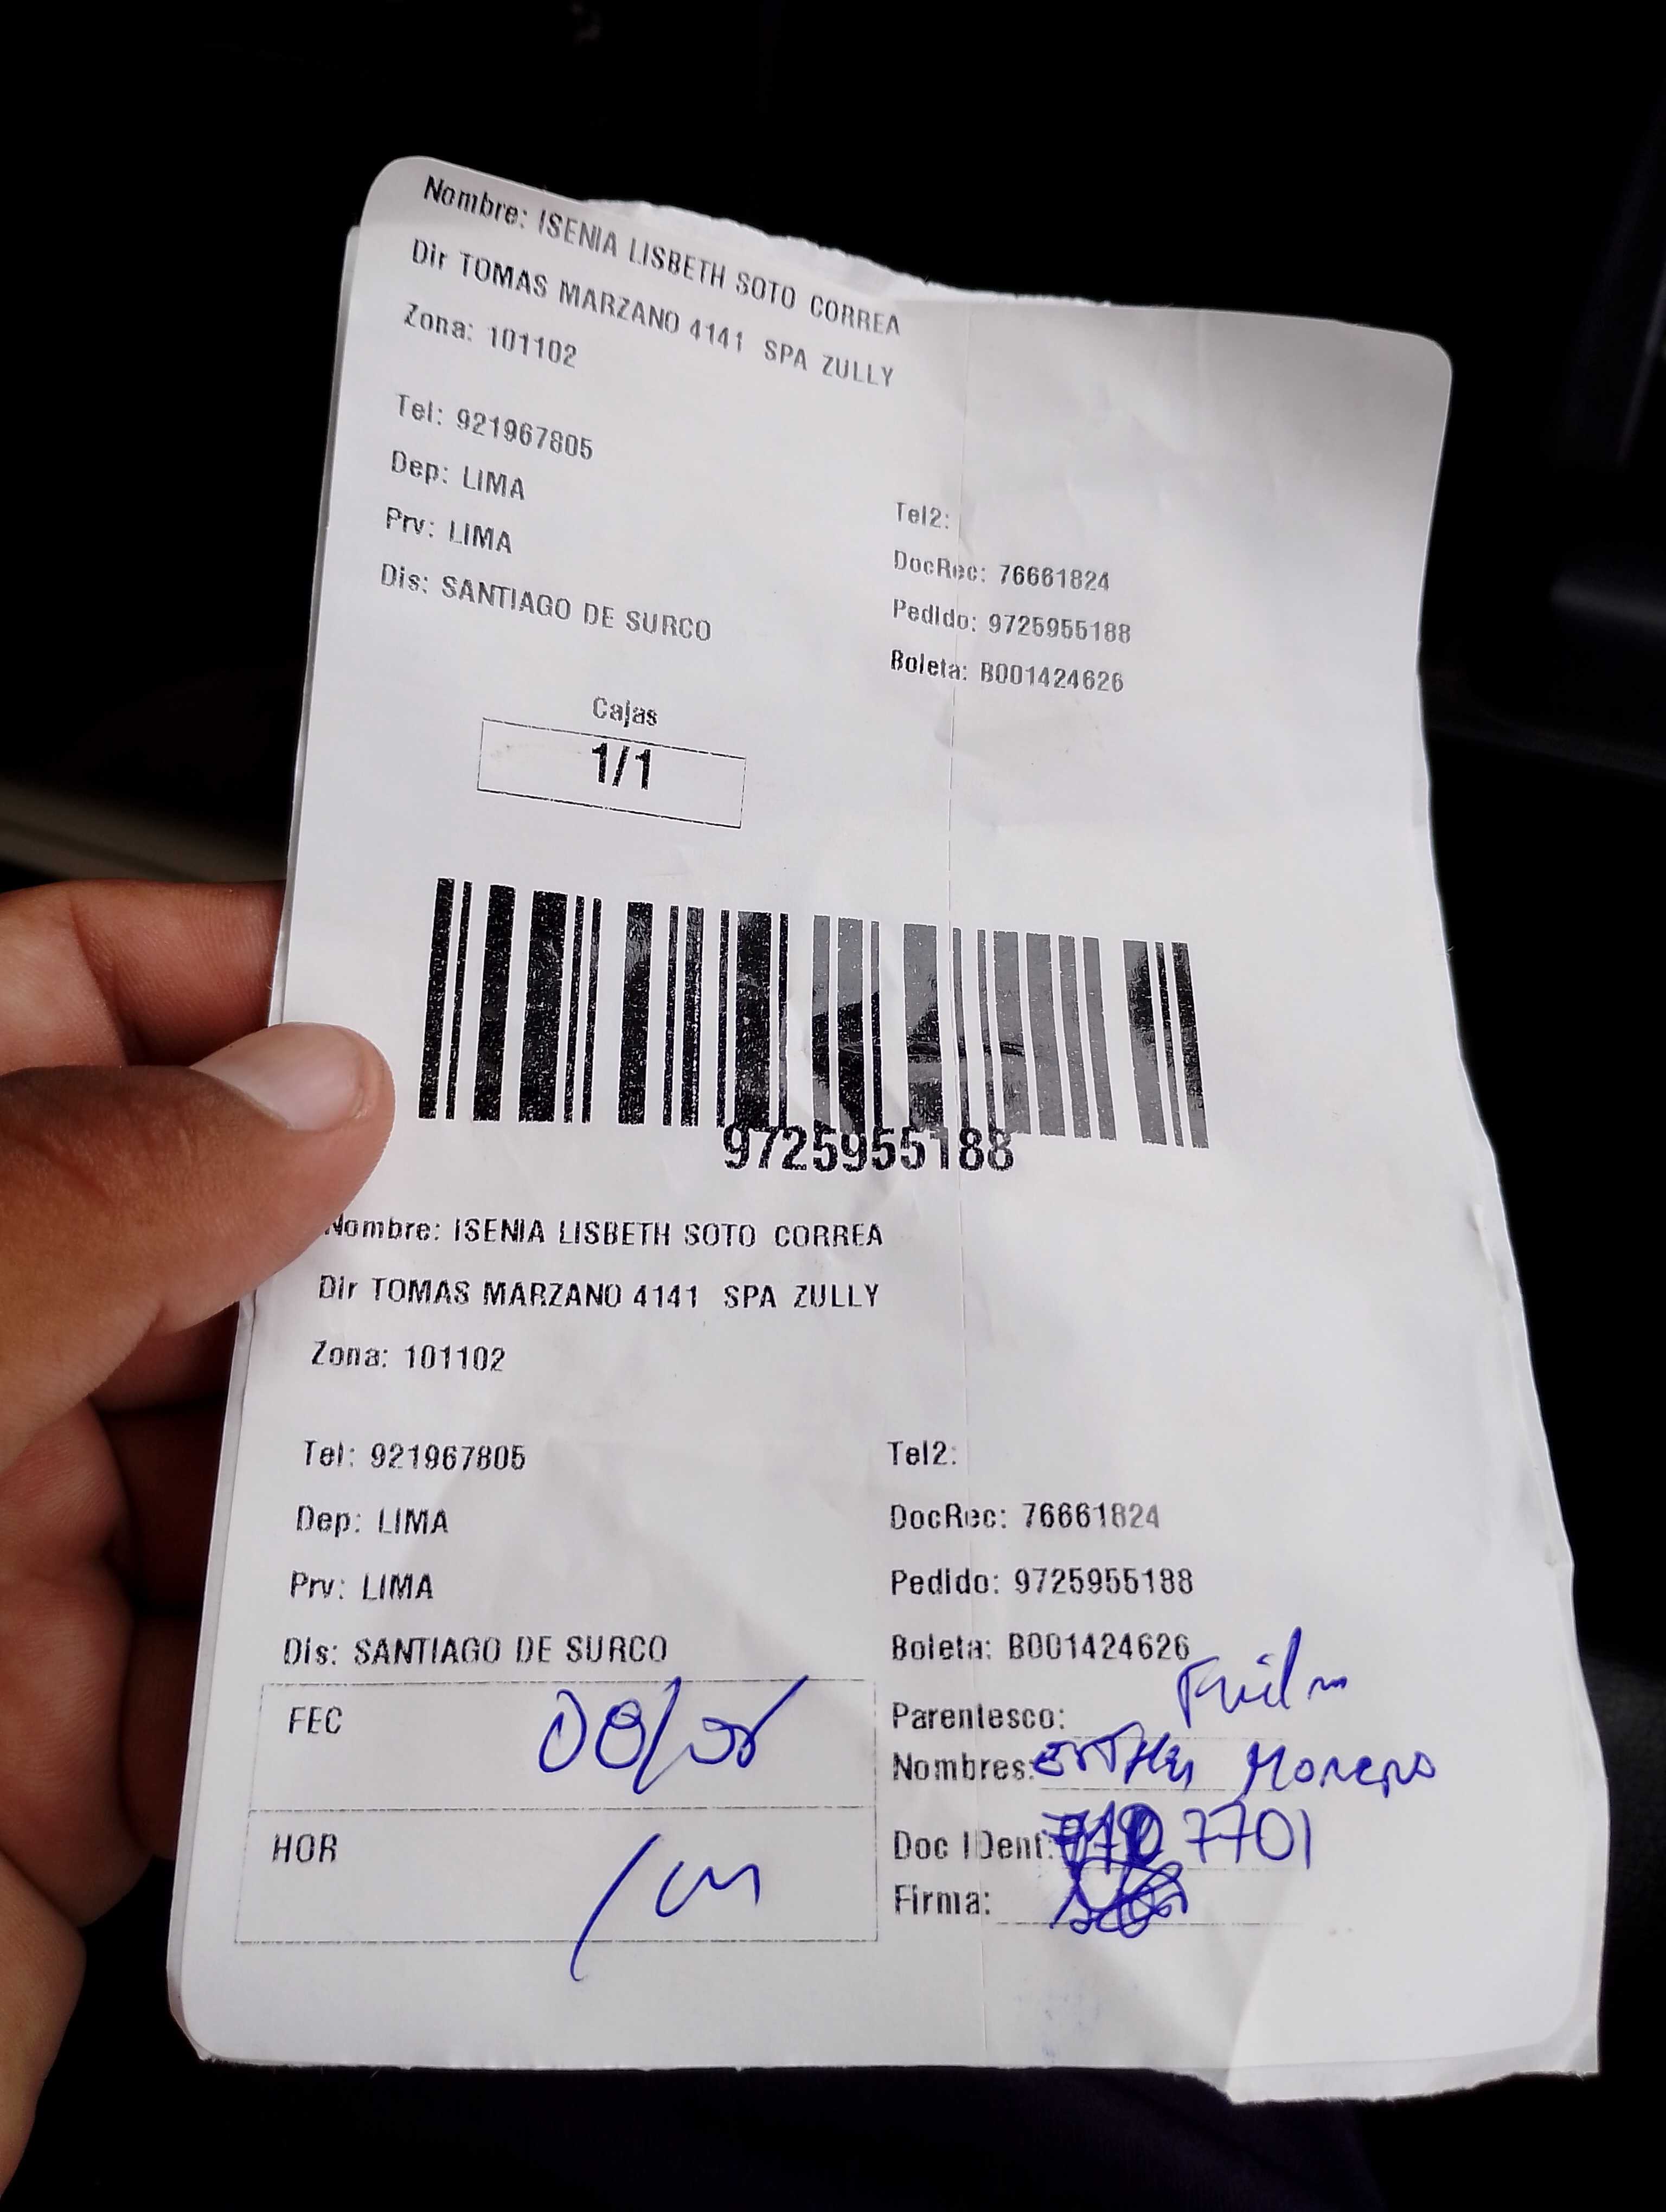 Nombre: ISENIA LISBETH SOTO CORREA
Dir TOMAS MARZANO 4141 SPA ZULLY
Zona: 101102
Tel: 921967805
Tel2:
Dep: LIMA
DocRec: 76661824
Prv: LIMA
Pedido: 9725955188
Dis: SANTIAGO DE SURCO
Boleta: B001424626
Cajas
1/1
9725955188
Nombre: ISENIA LISBETH SOTO CORREA
Dir TOMAS MARZANO 4141 SPA ZULLY
Zona: 101102
Tel: 921967805
Tel2:
Dep: LIMA
DocRec: 76661824
Prv: LIMA
Pedido: 9725955188
Dis: SANTIAGO DE SURCO
Boleta: B001424626
FEC
Parentesco:
Nombres: Moreno
HOR
Doc IDent: 7701
Firma: